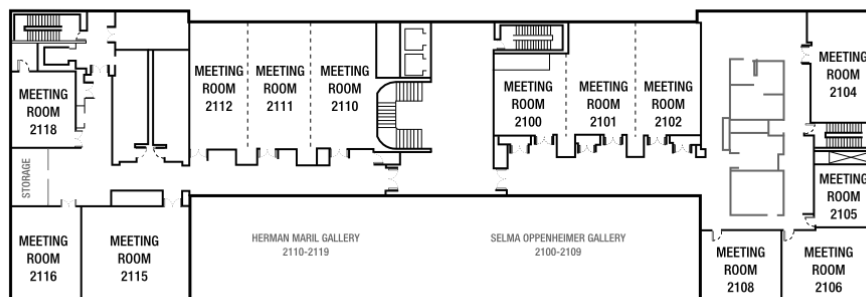 MEETING
ROOM
2112
MEETING
ROOM
2111
MEETING
ROOM
2110
MEETING
ROOM
2100
MEETING
ROOM
2101
MEETING
ROOM
2102
MEETING
ROOM
2104
MEETING
ROOM
2118
STORAGE
MEETING
ROOM
2105
MEETING
ROOM
2116
MEETING
ROOM
2115
HERMAN MARIL GALLERY
2110-2119
SELMA OPPENHEIMER GALLERY
2100-2109
MEETING
ROOM
2108
MEETING
ROOM
2106